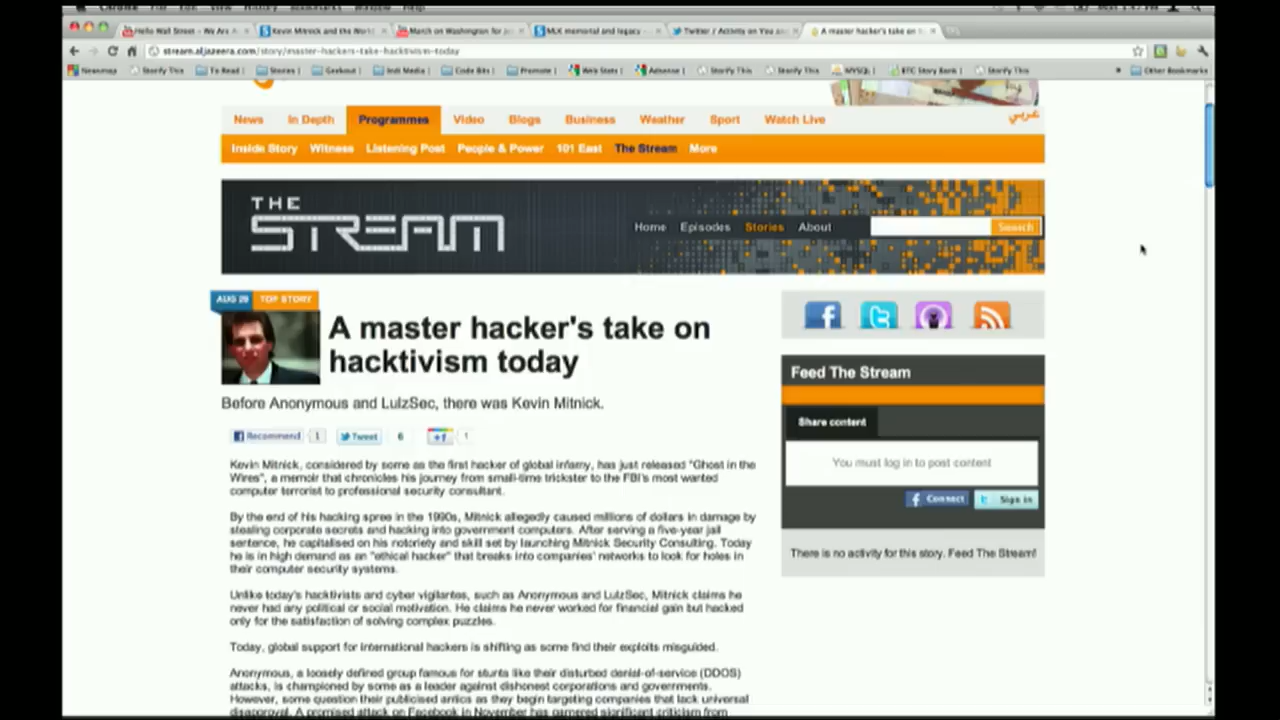 Chrome File Edit View History Bookmarks Window Help
Hello Wall Street - We Are A
Kevin Mitnick and the World
March on Washington for jo
MLK memorial and legacy
Twitter / Activity on You
A master hacker's take on
stream.aljazeera.com/story/master-hackers-take-hacktivism-today
Newsmap
Storify This
To Read
Stories
Geekout
Indi Media
Code Bits
Promote
Web Stats
Adsense
Storify This
Storify This
MYSQL
BTC Story Bank
Storify This
Other Bookmarks
News In Depth Programmes Video Blogs Business Weather Sport Watch Live عربي
Inside Story Witness Listening Post People & Power 101 East The Stream More
THE
STREAM
Home Episodes Stories About Search
AUG 29 TOP STORY
A master hacker's take on
hacktivism today
Before Anonymous and LulzSec, there was Kevin Mitnick.
Recommend 1 Tweet 6 +1 1
Kevin Mitnick, considered by some as the first hacker of global infamy, has just released "Ghost in the
Wires", a memoir that chronicles his journey from small-time trickster to the FBI's most wanted
computer terrorist to professional security consultant.
By the end of his hacking spree in the 1990s, Mitnick allegedly caused millions of dollars in damage by
stealing corporate secrets and hacking into government computers. After serving a five-year jail
sentence, he capitalised on his notoriety and skill set by launching Mitnick Security Consulting. Today
he is in high demand as an "ethical hacker" that breaks into companies' networks to look for holes in
their computer security systems.
Unlike today's hacktivists and cyber vigilantes, such as Anonymous and LulzSec, Mitnick claims he
never had any political or social motivation. He claims he never worked for financial gain but hacked
only for the satisfaction of solving complex puzzles.
Today, global support for international hackers is shifting as some find their exploits misguided.
Anonymous, a loosely defined group famous for stunts like their disturbed denial-of-service (DDOS)
attacks, is championed by some as a leader against dishonest corporations and governments.
However, some question their publicised antics as they begin targeting companies that lack universal
disapproval. A promised attack on Facebook in November has garnered significant criticism from
Feed The Stream
Share content
You must log in to post content
Connect Sign in
There is no activity for this story. Feed The Stream!